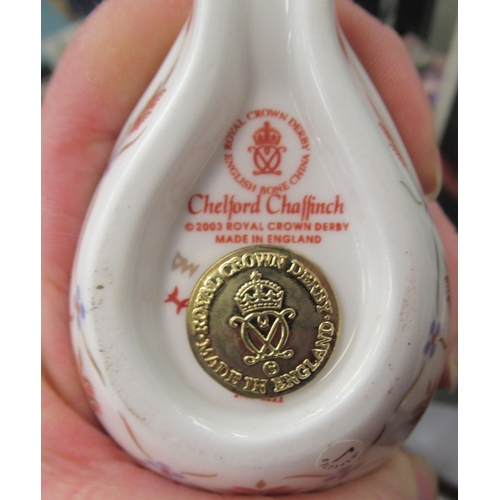 ROYAL CROWN DERBY
ENGLISH BONE CHINA
Chelford Chaffinch
© 2003 ROYAL CROWN DERBY
MADE IN ENGLAND
MA
ROYAL CROWN DERBY
MADE IN ENGLAND